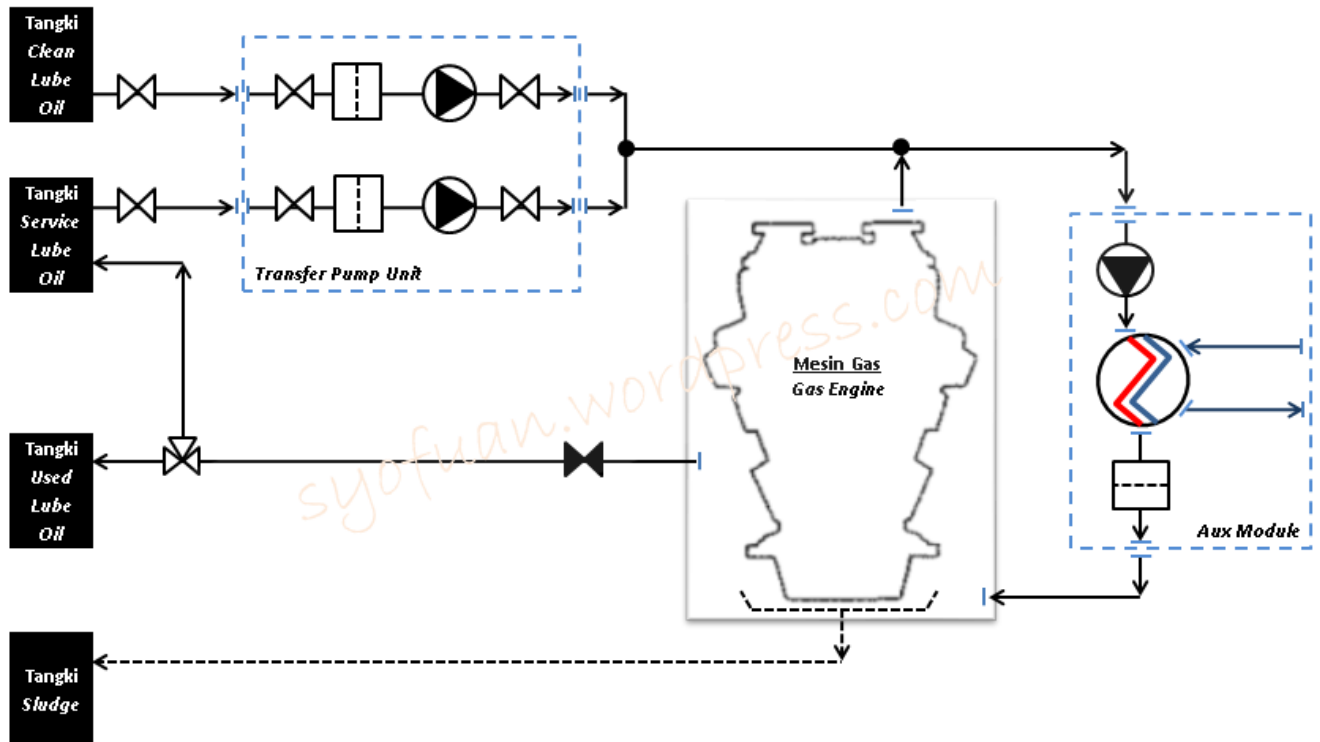 Tangki
Clean
Lube
Oil
Tangki
Service
Lube
Oil
Transfer Pump Unit
Mesin Gas
Gas Engine
syofuan.wordpress.com
Tangki
Used
Lube
Oil
Aux Module
Tangki
Sludge